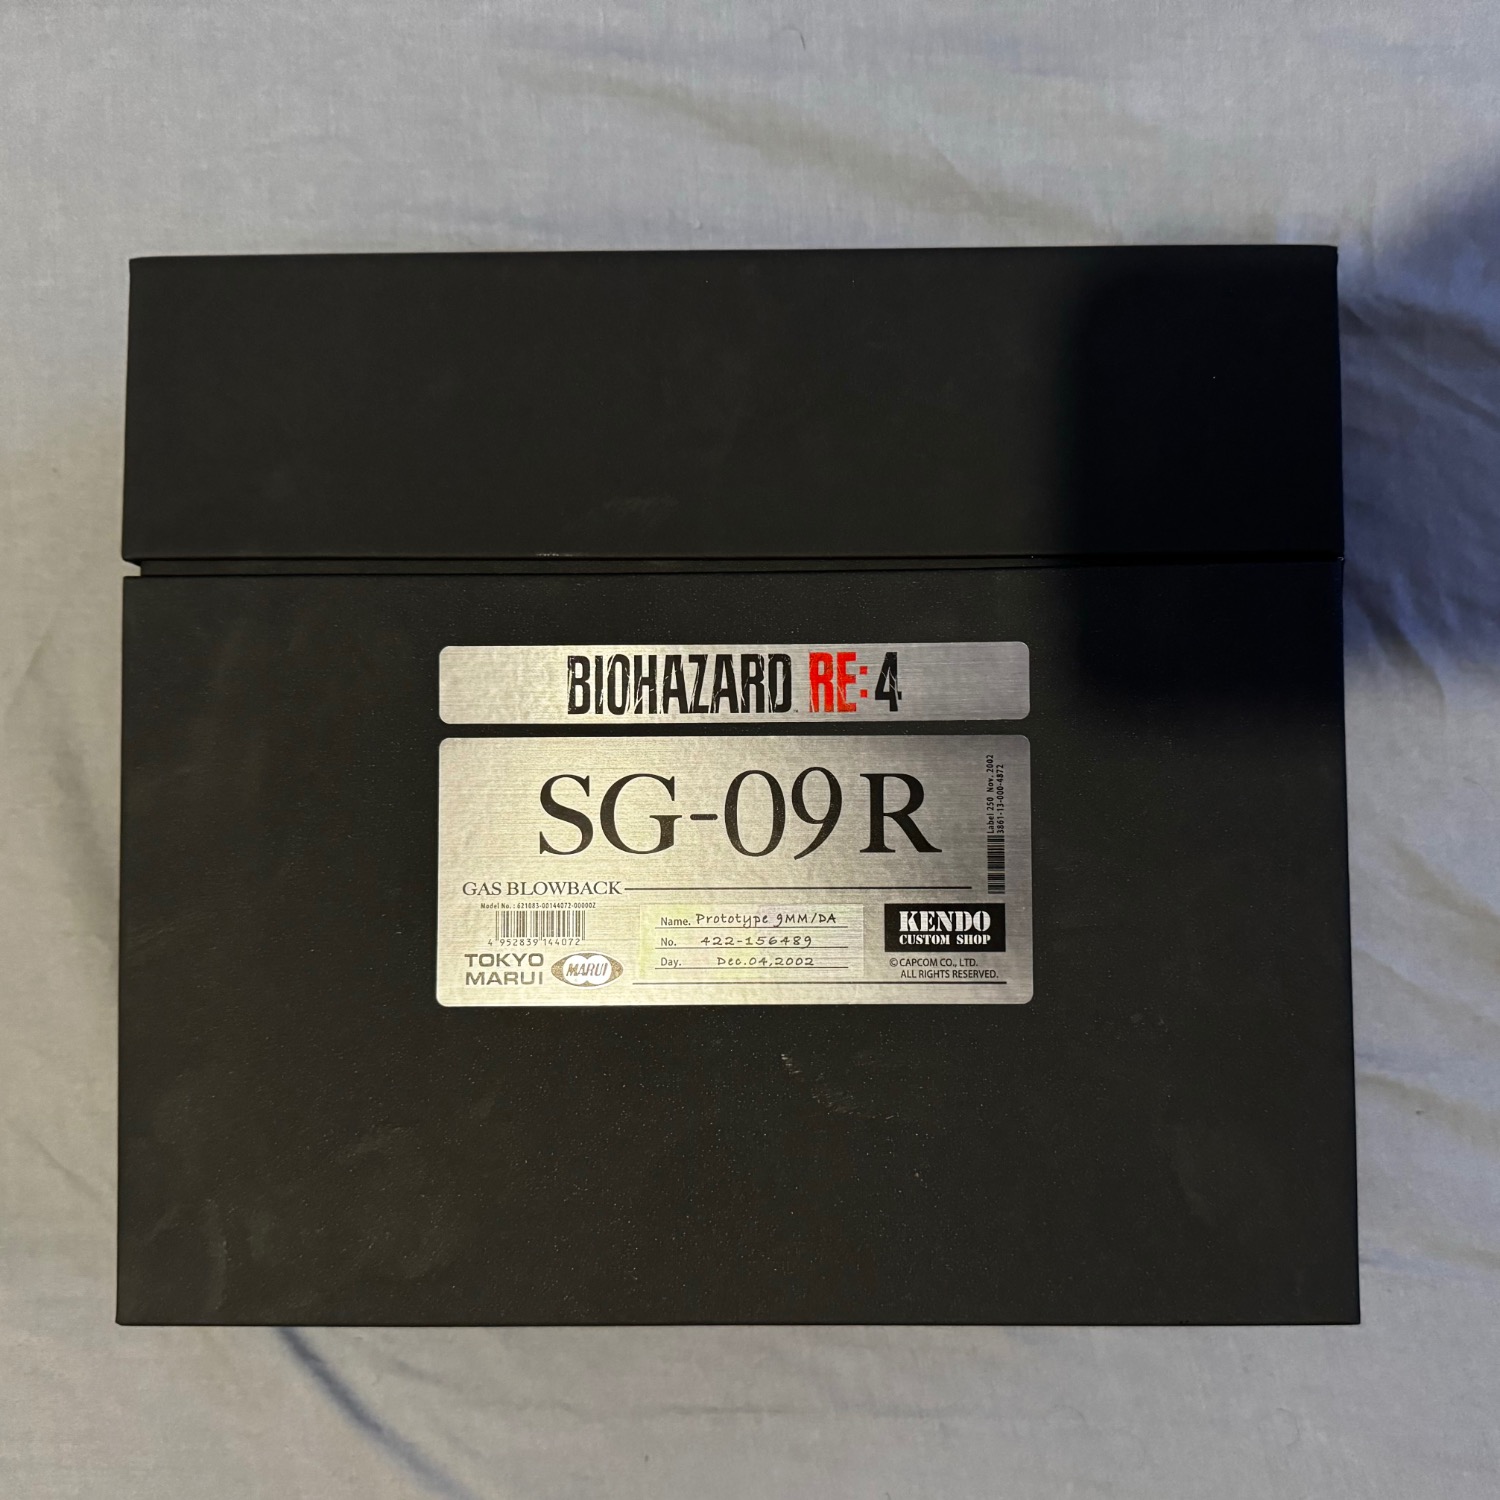 BIOHAZARD RE:4
SG-09 R
Label 250 Nov. 2002
3861-13-000-4872
GAS BLOWBACK
Model No. : 621083-00144072-00000Z
4 952839 144072
TOKYO
MARUI
MARUI
Name. Prototype 9MM/DA
No. 422-156489
Day. Dec.04,2002
KENDO
CUSTOM SHOP
© CAPCOM CO., LTD.
ALL RIGHTS RESERVED.